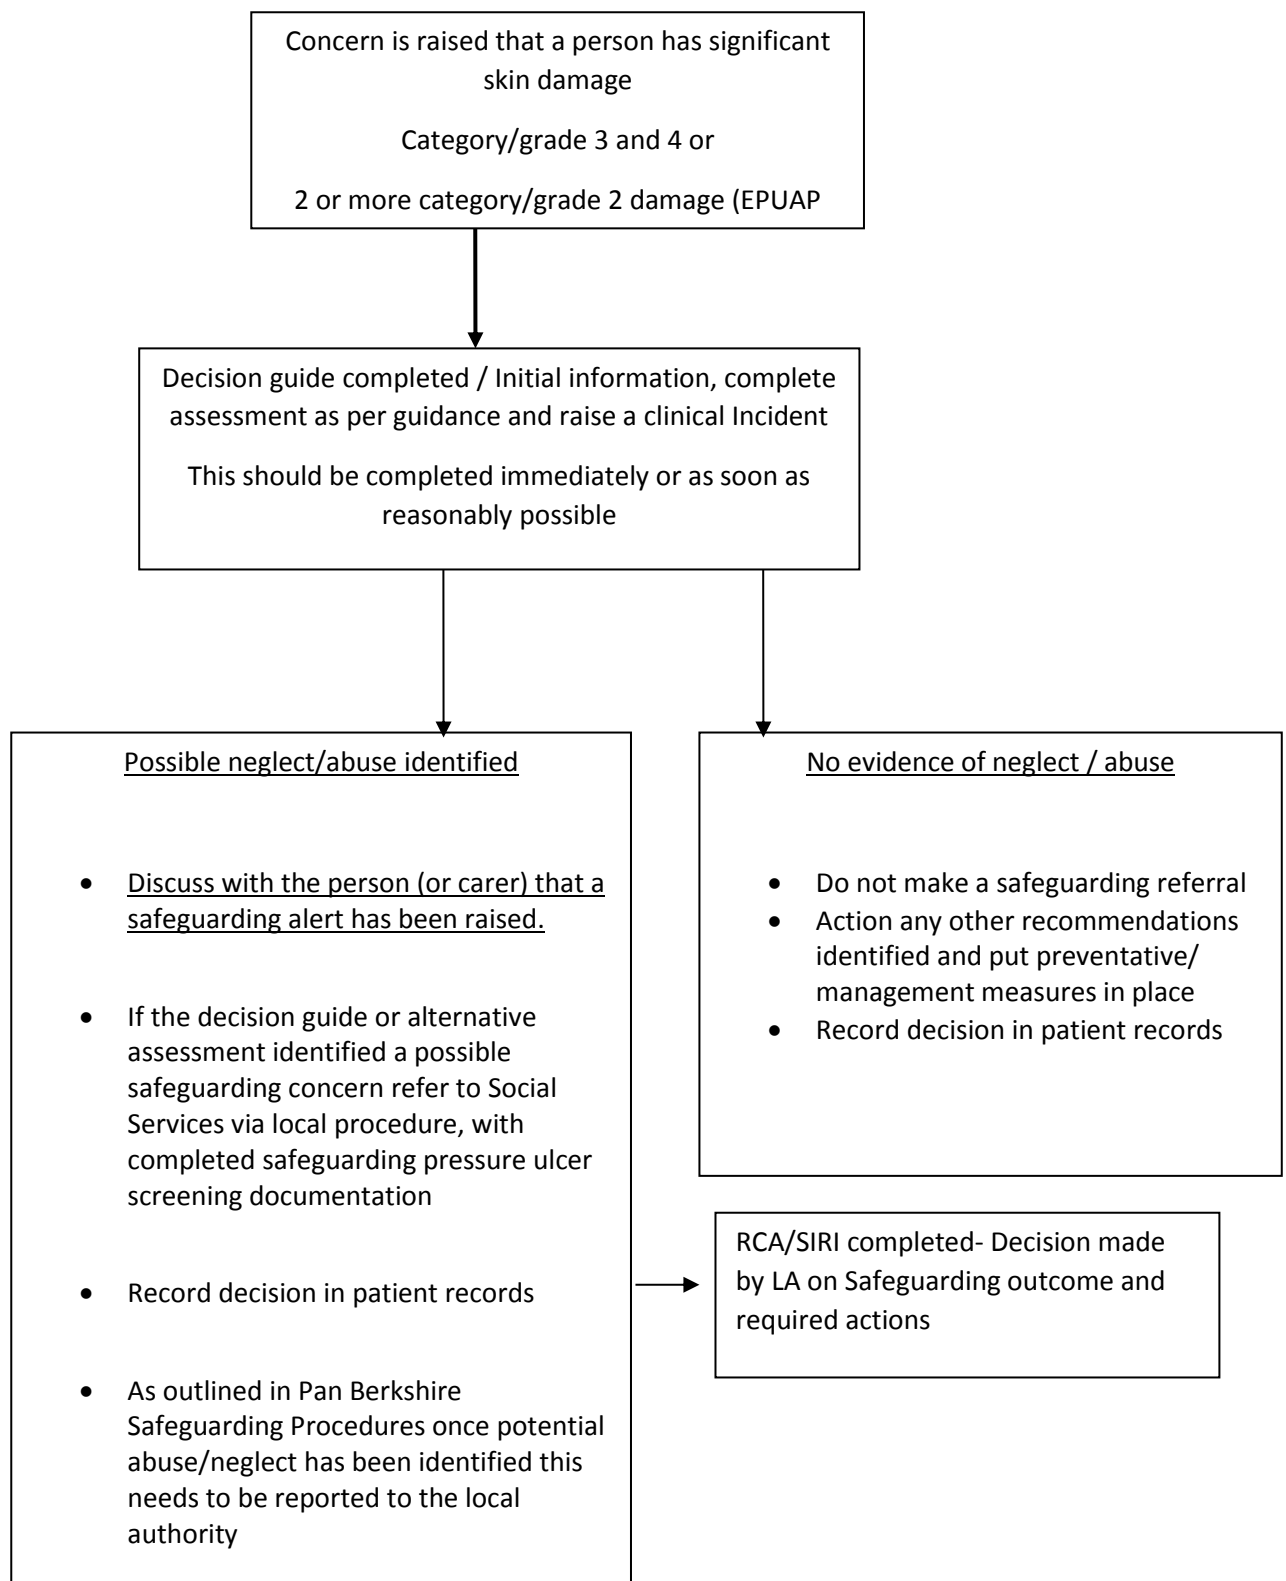 Concern is raised that a person has significant
skin damage
Category/grade 3 and 4 or
2 or more category/grade 2 damage (EPUAP
Decision guide completed / Initial information, complete
assessment as per guidance and raise a clinical Incident
This should be completed immediately or as soon as
reasonably possible
Possible neglect/abuse identified
• Discuss with the person (or carer) that a
safeguarding alert has been raised.
• If the decision guide or alternative
assessment identified a possible
safeguarding concern refer to Social
Services via local procedure, with
completed safeguarding pressure ulcer
screening documentation
• Record decision in patient records
• As outlined in Pan Berkshire
Safeguarding Procedures once potential
abuse/neglect has been identified this
needs to be reported to the local
authority
No evidence of neglect / abuse
• Do not make a safeguarding referral
• Action any other recommendations
identified and put preventative/
management measures in place
• Record decision in patient records
RCA/SIRI completed- Decision made
by LA on Safeguarding outcome and
required actions